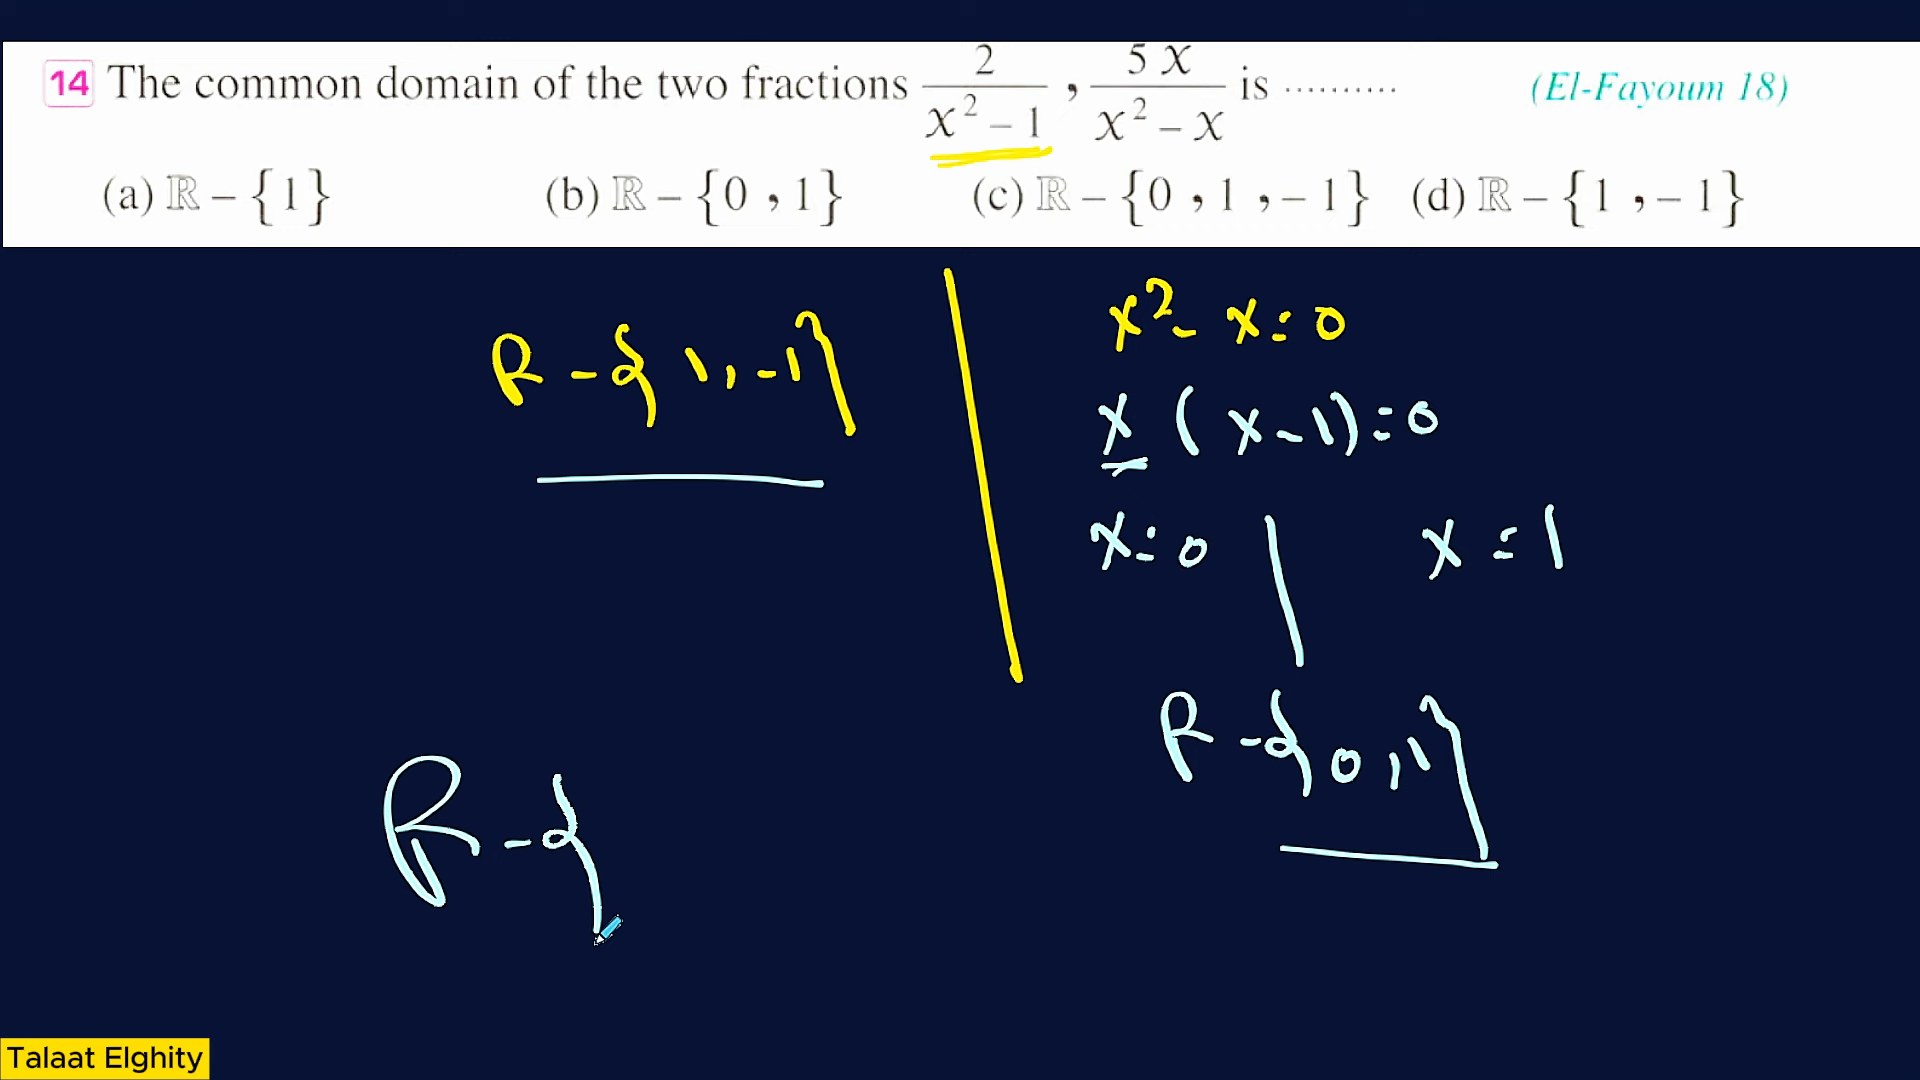 14 The common domain of the two fractions 2/(x² – 1) , 5x/(x² – x) is .......... (El-Fayoum 18)
(a) ℝ – {1} (b) ℝ – {0 , 1} (c) ℝ – {0 , 1 , – 1} (d) ℝ – {1 , – 1}
R - { 1, -1}
x² - x = 0
x ( x - 1) = 0
x = 0 | x = 1
R - {0, 1}
R - {
Talaat Elghity